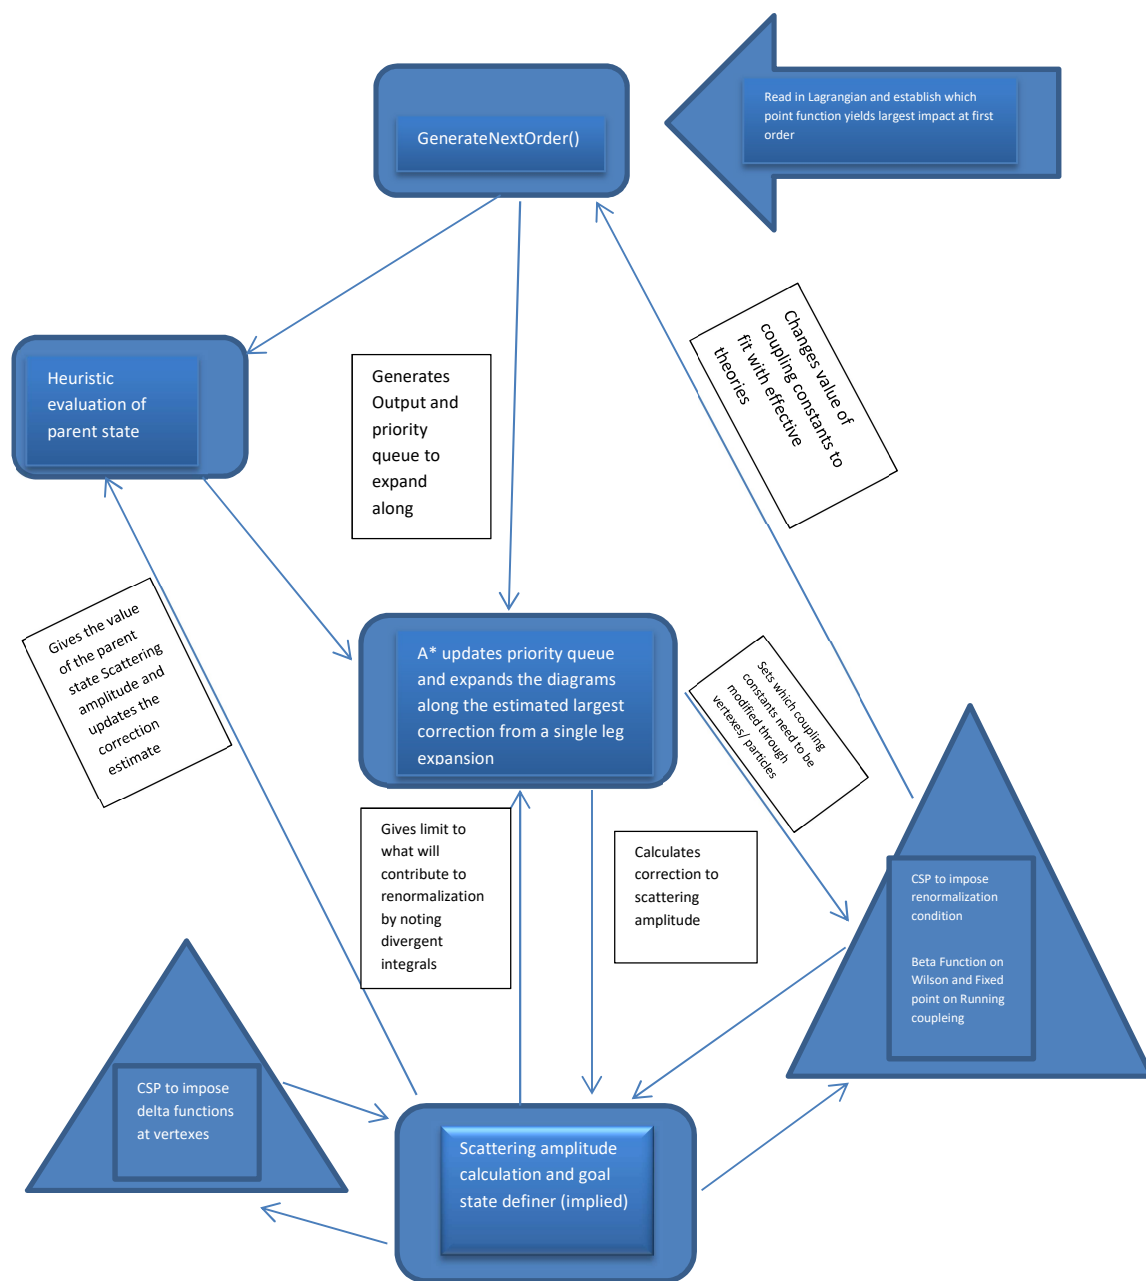 Read in Lagrangian and establish which
point function yields largest impact at first
order
GenerateNextOrder()
Changes value of
coupling constants to
fit with effective
theories
Heuristic
evaluation of
parent state
Generates
Output and
priority
queue to
expand
along
Gives the value
of the parent
state Scattering
amplitude and
updates the
correction
estimate
A* updates priority queue
and expands the diagrams
along the estimated largest
correction from a single leg
expansion
Sets which coupling
constants need to be
modified through
vertexes/ particles
Gives limit to
what will
contribute to
renormalization
by noting
divergent
integrals
Calculates
correction to
scattering
amplitude
CSP to impose
renormalization
condition
Beta Function on
Wilson and Fixed
point on Running
coupleing
CSP to impose
delta functions
at vertexes
Scattering amplitude
calculation and goal
state definer (implied)